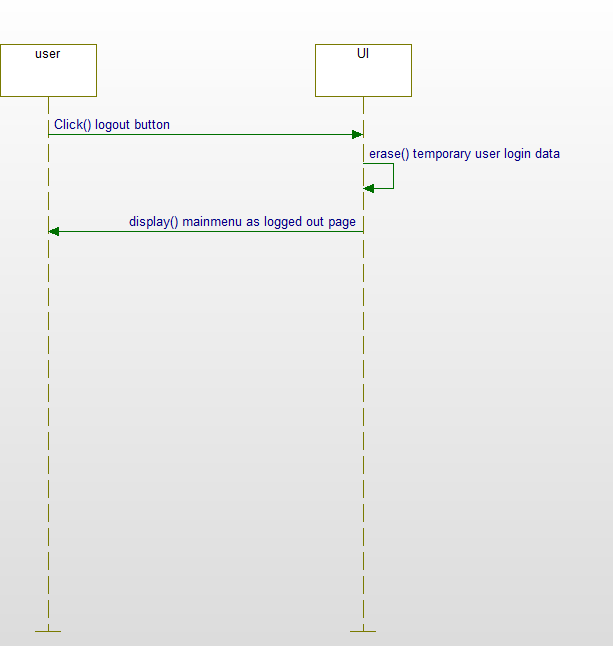 user
UI
Click() logout button
erase() temporary user login data
display() mainmenu as logged out page